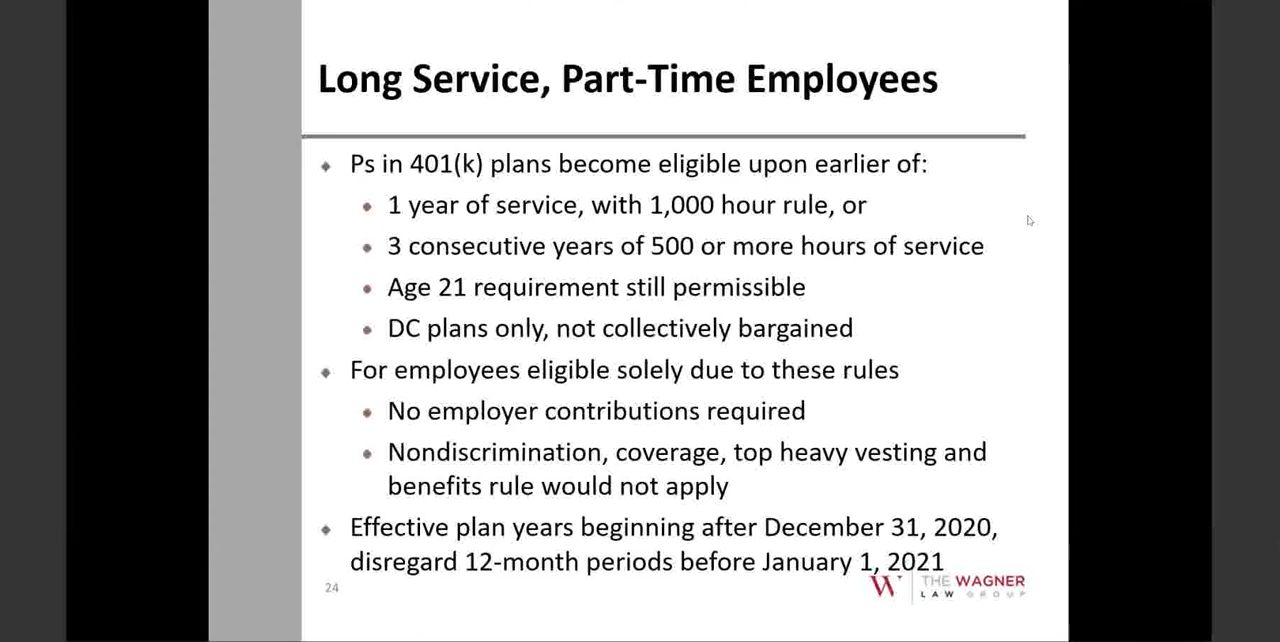 Long Service, Part-Time Employees
Ps in 401(k) plans become eligible upon earlier of:
1 year of service, with 1,000 hour rule, or
3 consecutive years of 500 or more hours of service
Age 21 requirement still permissible
DC plans only, not collectively bargained
For employees eligible solely due to these rules
No employer contributions required
Nondiscrimination, coverage, top heavy vesting and
benefits rule would not apply
Effective plan years beginning after December 31, 2020,
disregard 12-month periods before January 1, 2021
24
W
THE WAGNER
LAW GROUP